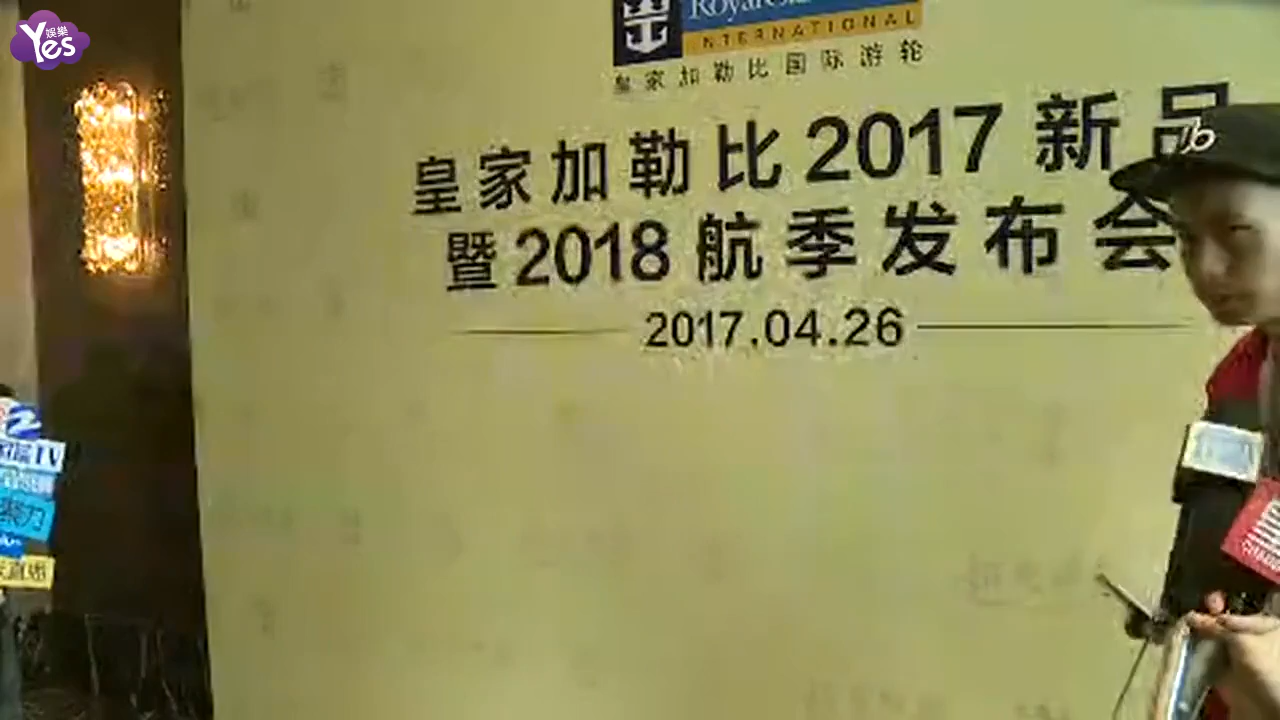 娛樂
Yes
INTERNATIONAL
皇家加勒比国际游轮
皇家加勒比2017新品
暨2018航季发布会
2017.04.26